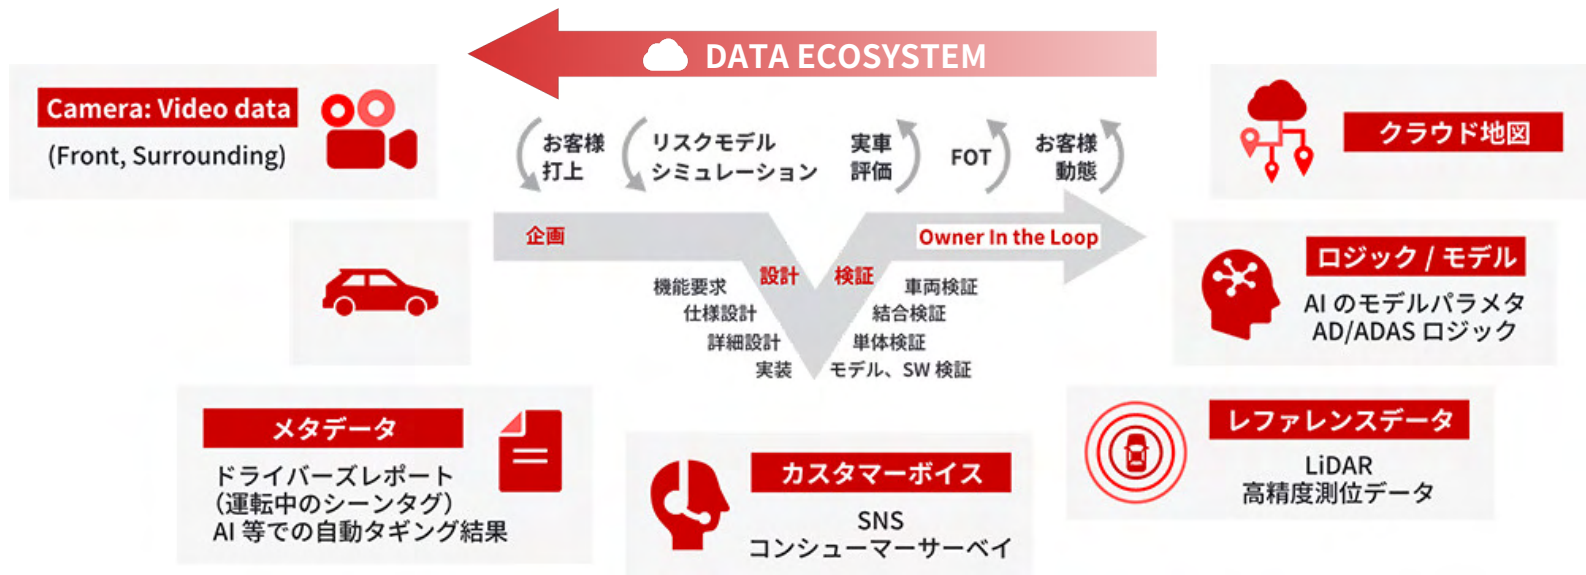 DATA ECOSYSTEM
Camera: Video data
(Front, Surrounding)
お客様
打上
リスクモデル
シミュレーション
実車
評価
FOT
お客様
動態
クラウド地図
企画
Owner In the Loop
設計
検証
機能要求
仕様設計
詳細設計
実装
車両検証
結合検証
単体検証
モデル、SW 検証
ロジック / モデル
AI のモデルパラメタ
AD/ADAS ロジック
メタデータ
ドライバーズレポート
(運転中のシーンタグ)
AI 等での自動タギング結果
カスタマーボイス
SNS
コンシューマーサーベイ
レファレンスデータ
LiDAR
高精度測位データ